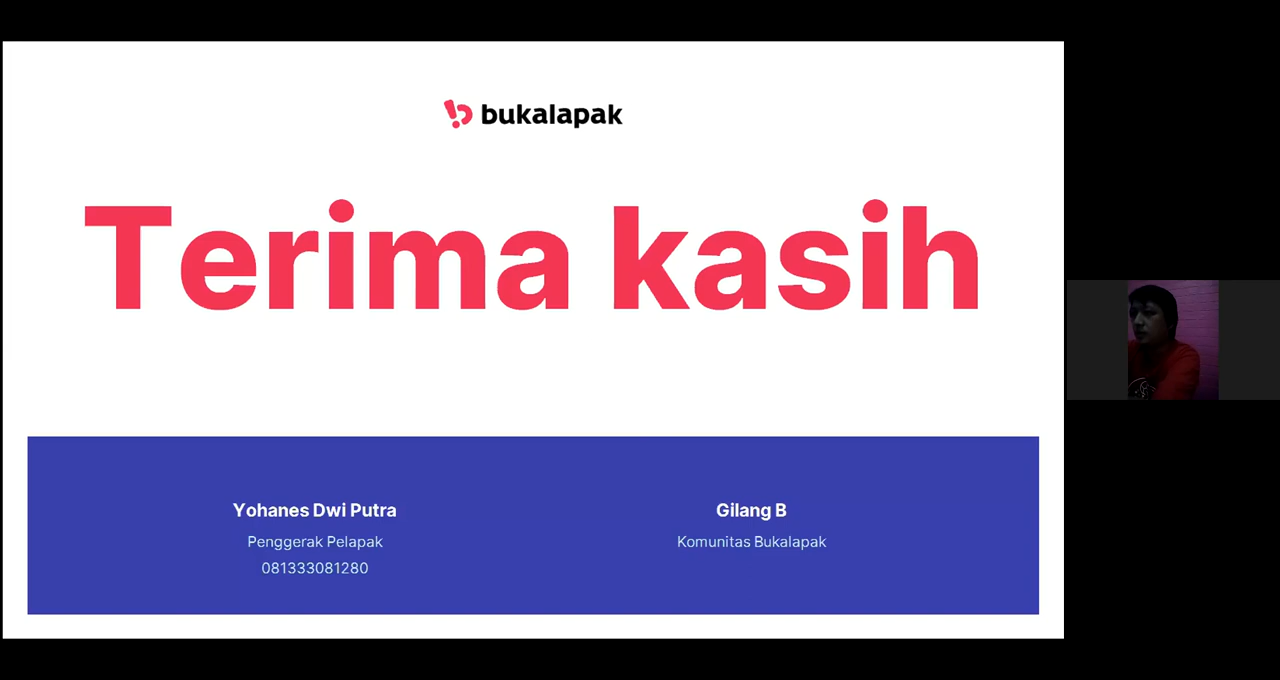 bukalapak
Terima kasih
Yohanes Dwi Putra
Penggerak Pelapak
081333081280
Gilang B
Komunitas Bukalapak